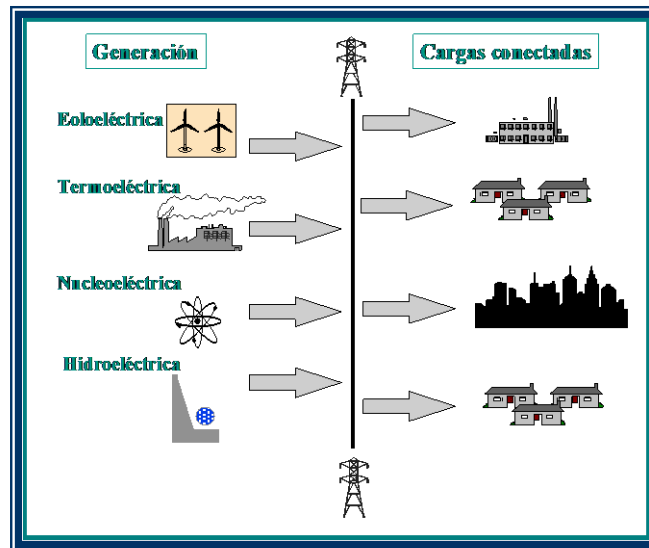 Generación
Cargas conectadas
Eoloeléctrica
Termoeléctrica
Nucleoeléctrica
Hidroeléctrica